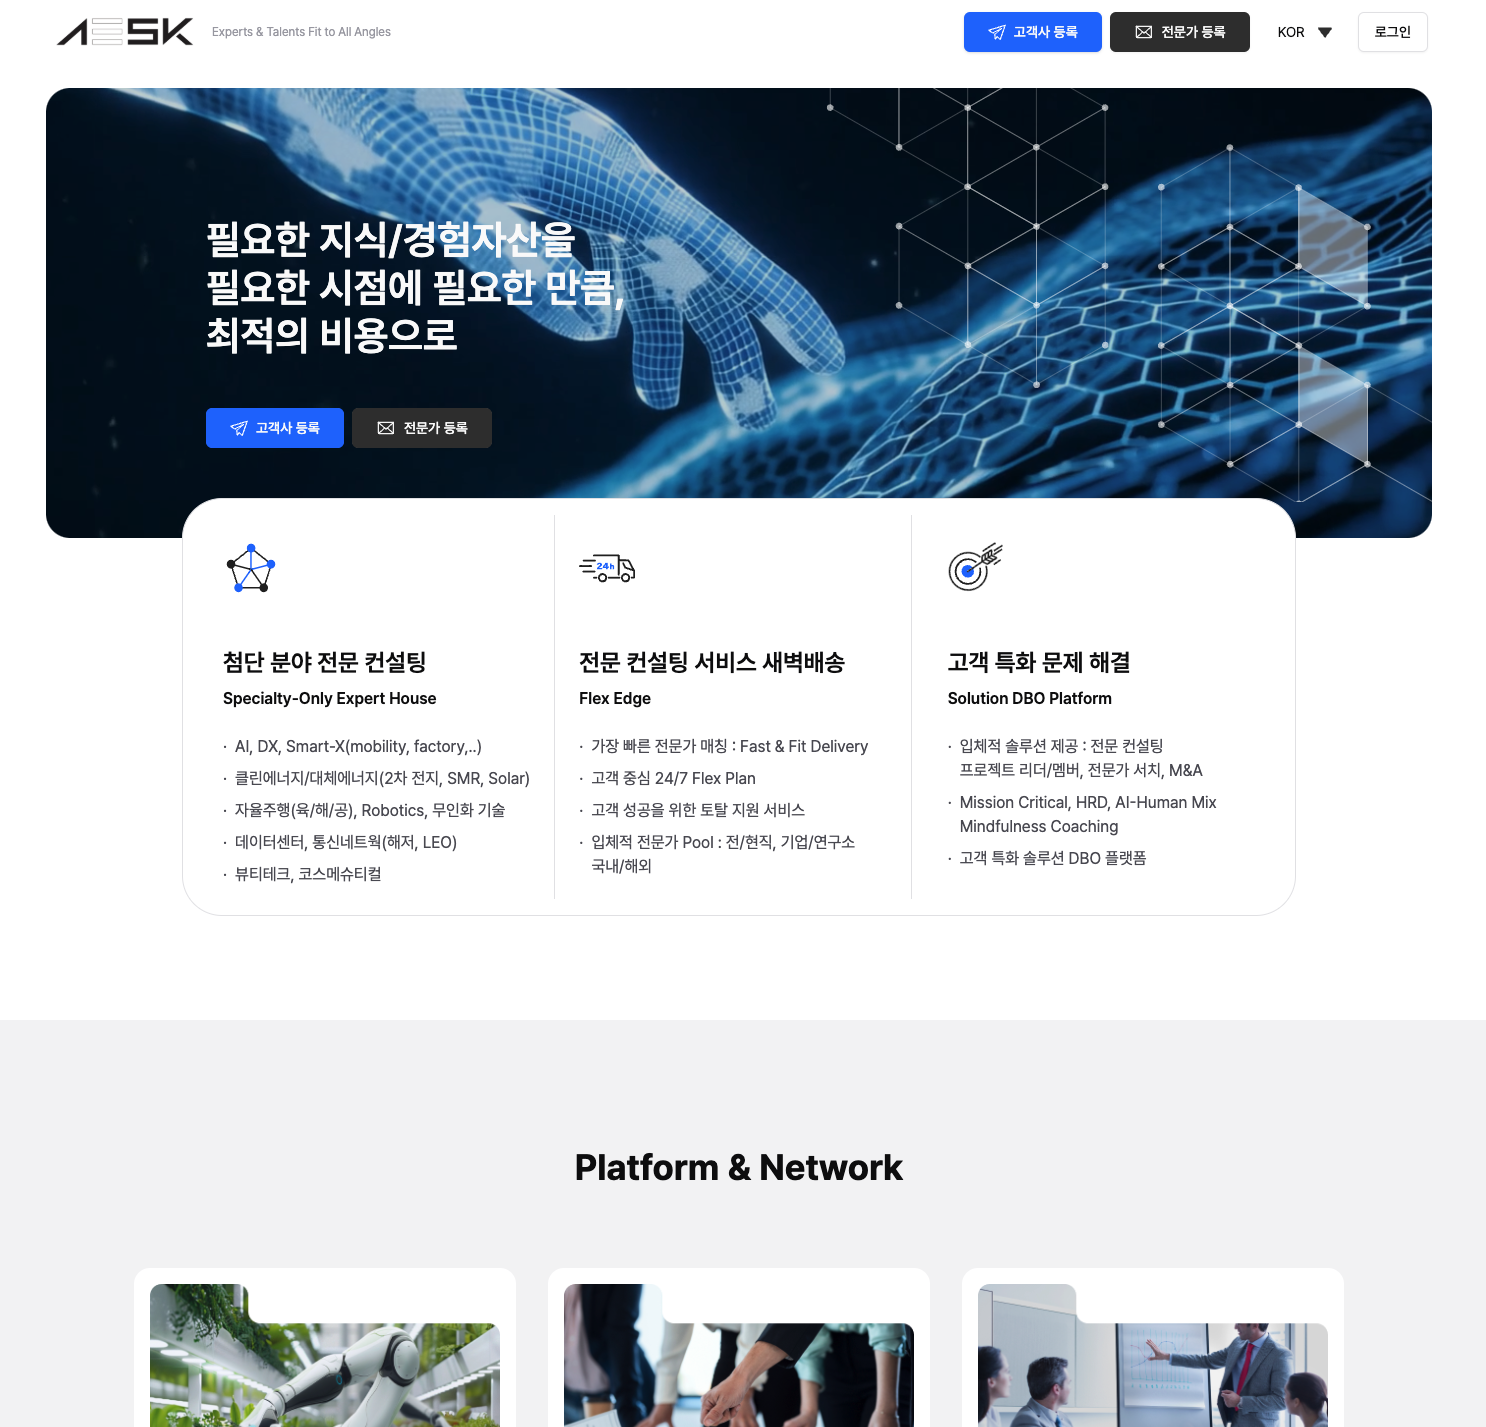 AESK
Experts & Talents Fit to All Angles
고객사 등록
전문가 등록
KOR
로그인
필요한 지식/경험자산을
필요한 시점에 필요한 만큼,
최적의 비용으로
고객사 등록
전문가 등록
첨단 분야 전문 컨설팅
Specialty-Only Expert House
· AI, DX, Smart-X(mobility, factory,..)
· 클린에너지/대체에너지(2차 전지, SMR, Solar)
· 자율주행(육/해/공), Robotics, 무인화 기술
· 데이터센터, 통신네트웍(해저, LEO)
· 뷰티테크, 코스메슈티컬
24h
전문 컨설팅 서비스 새벽배송
Flex Edge
· 가장 빠른 전문가 매칭 : Fast & Fit Delivery
· 고객 중심 24/7 Flex Plan
· 고객 성공을 위한 토탈 지원 서비스
· 입체적 전문가 Pool : 전/현직, 기업/연구소
국내/해외
고객 특화 문제 해결
Solution DBO Platform
· 입체적 솔루션 제공 : 전문 컨설팅
프로젝트 리더/멤버, 전문가 서치, M&A
· Mission Critical, HRD, AI-Human Mix
Mindfulness Coaching
· 고객 특화 솔루션 DBO 플랫폼
Platform & Network